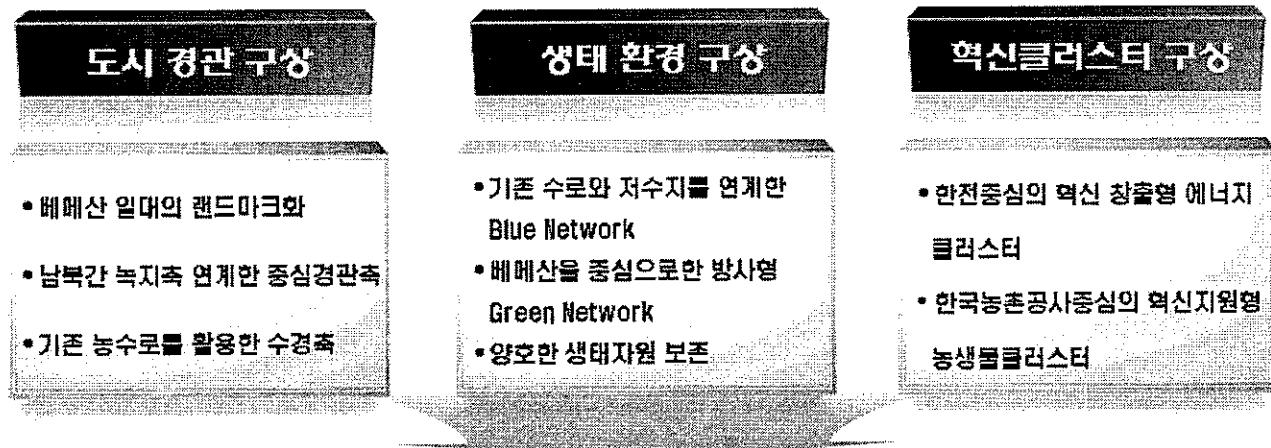 도시 경관 구상
• 베메산 일대의 랜드마크화
• 남북간 녹지축 연계한 중심경관축
• 기존 농수로를 활용한 수경축
생태 환경 구상
• 기존 수로와 저수지를 연계한
Blue Network
• 베메산을 중심으로한 방사형
Green Network
• 양호한 생태자원 보존
혁신클러스터 구상
• 한전중심의 혁신 창출형 에너지
클러스터
• 한국농촌공사중심의 혁신지원형
농생물클러스터